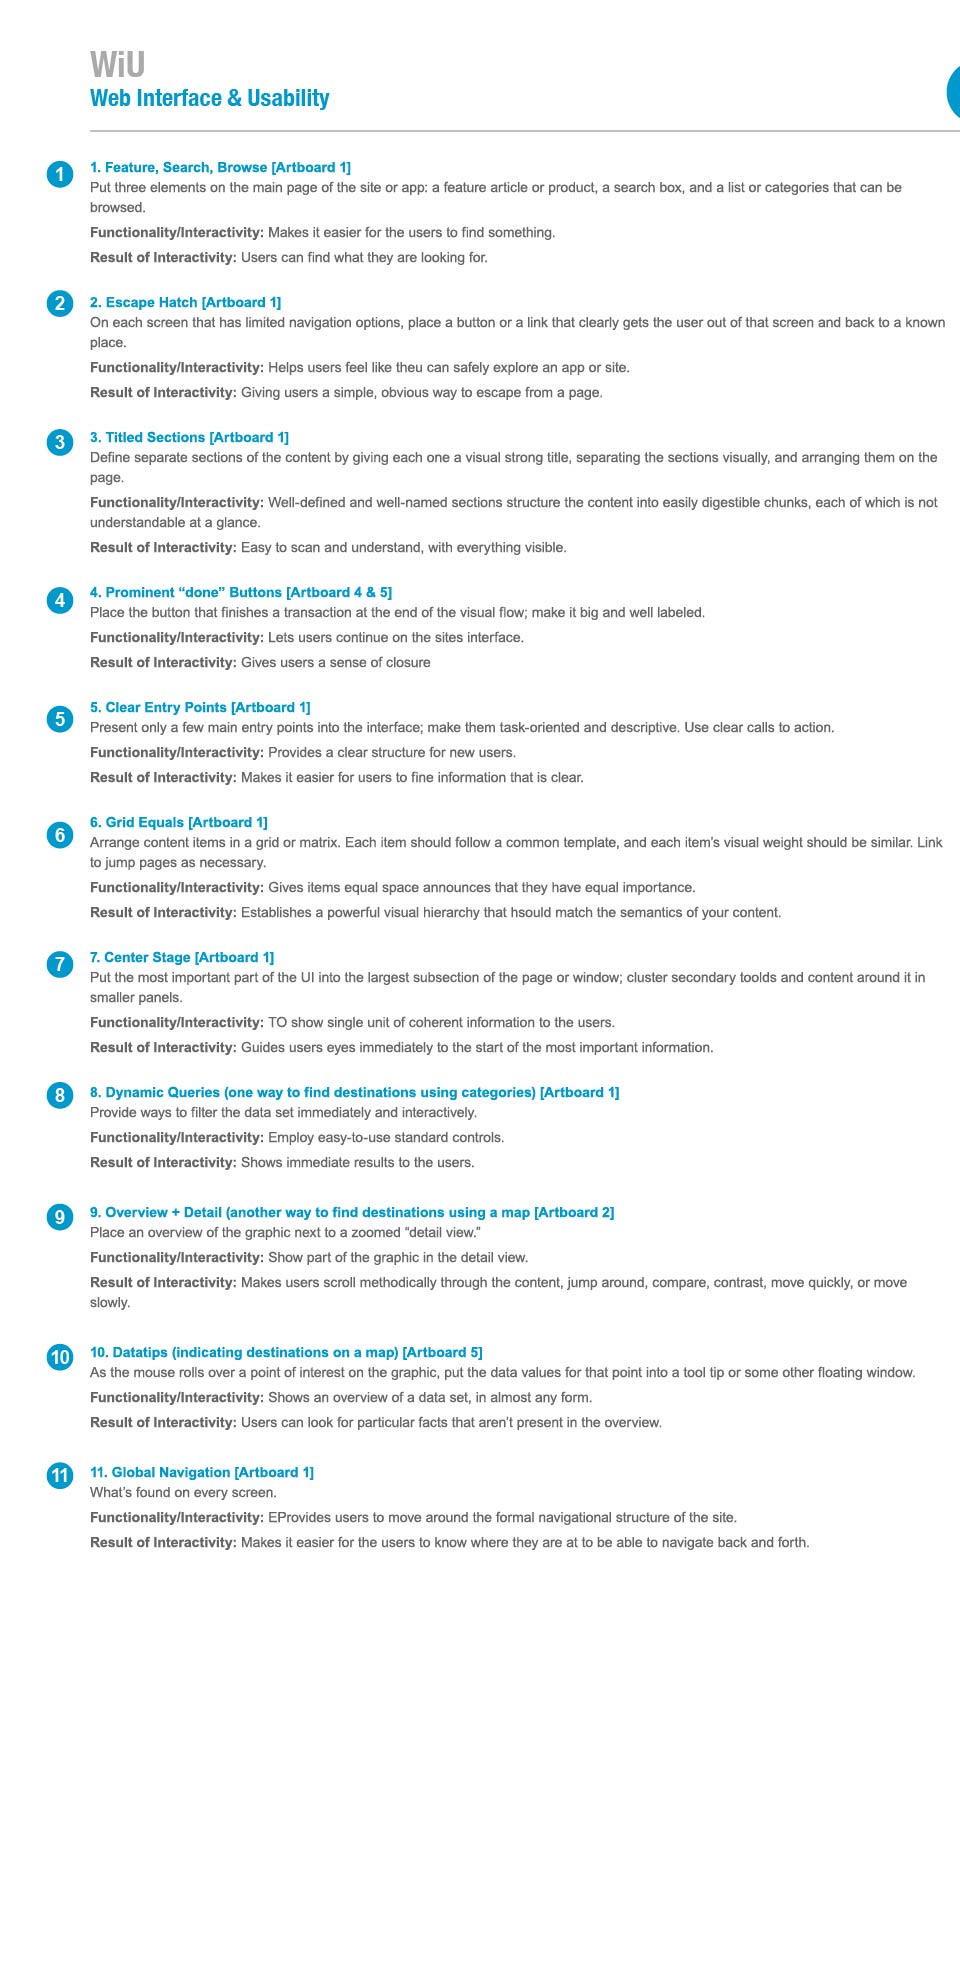 WiU
Web Interface & Usability
1
1. Feature, Search, Browse [Artboard 1]
Put three elements on the main page of the site or app: a feature article or product, a search box, and a list or categories that can be
browsed.
Functionality/Interactivity: Makes it easier for the users to find something.
Result of Interactivity: Users can find what they are looking for.
2
2. Escape Hatch [Artboard 1]
On each screen that has limited navigation options, place a button or a link that clearly gets the user out of that screen and back to a known
place.
Functionality/Interactivity: Helps users feel like theu can safely explore an app or site.
Result of Interactivity: Giving users a simple, obvious way to escape from a page.
3
3. Titled Sections [Artboard 1]
Define separate sections of the content by giving each one a visual strong title, separating the sections visually, and arranging them on the
page.
Functionality/Interactivity: Well-defined and well-named sections structure the content into easily digestible chunks, each of which is not
understandable at a glance.
Result of Interactivity: Easy to scan and understand, with everything visible.
4
4. Prominent “done” Buttons [Artboard 4 & 5]
Place the button that finishes a transaction at the end of the visual flow; make it big and well labeled.
Functionality/Interactivity: Lets users continue on the sites interface.
Result of Interactivity: Gives users a sense of closure
5
5. Clear Entry Points [Artboard 1]
Present only a few main entry points into the interface; make them task-oriented and descriptive. Use clear calls to action.
Functionality/Interactivity: Provides a clear structure for new users.
Result of Interactivity: Makes it easier for users to fine information that is clear.
6
6. Grid Equals [Artboard 1]
Arrange content items in a grid or matrix. Each item should follow a common template, and each item’s visual weight should be similar. Link
to jump pages as necessary.
Functionality/Interactivity: Gives items equal space announces that they have equal importance.
Result of Interactivity: Establishes a powerful visual hierarchy that hsould match the semantics of your content.
7
7. Center Stage [Artboard 1]
Put the most important part of the UI into the largest subsection of the page or window; cluster secondary toolds and content around it in
smaller panels.
Functionality/Interactivity: TO show single unit of coherent information to the users.
Result of Interactivity: Guides users eyes immediately to the start of the most important information.
8
8. Dynamic Queries (one way to find destinations using categories) [Artboard 1]
Provide ways to filter the data set immediately and interactively.
Functionality/Interactivity: Employ easy-to-use standard controls.
Result of Interactivity: Shows immediate results to the users.
9
9. Overview + Detail (another way to find destinations using a map [Artboard 2]
Place an overview of the graphic next to a zoomed “detail view.”
Functionality/Interactivity: Show part of the graphic in the detail view.
Result of Interactivity: Makes users scroll methodically through the content, jump around, compare, contrast, move quickly, or move
slowly.
10
10. Datatips (indicating destinations on a map) [Artboard 5]
As the mouse rolls over a point of interest on the graphic, put the data values for that point into a tool tip or some other floating window.
Functionality/Interactivity: Shows an overview of a data set, in almost any form.
Result of Interactivity: Users can look for particular facts that aren’t present in the overview.
11
11. Global Navigation [Artboard 1]
What’s found on every screen.
Functionality/Interactivity: EProvides users to move around the formal navigational structure of the site.
Result of Interactivity: Makes it easier for the users to know where they are at to be able to navigate back and forth.